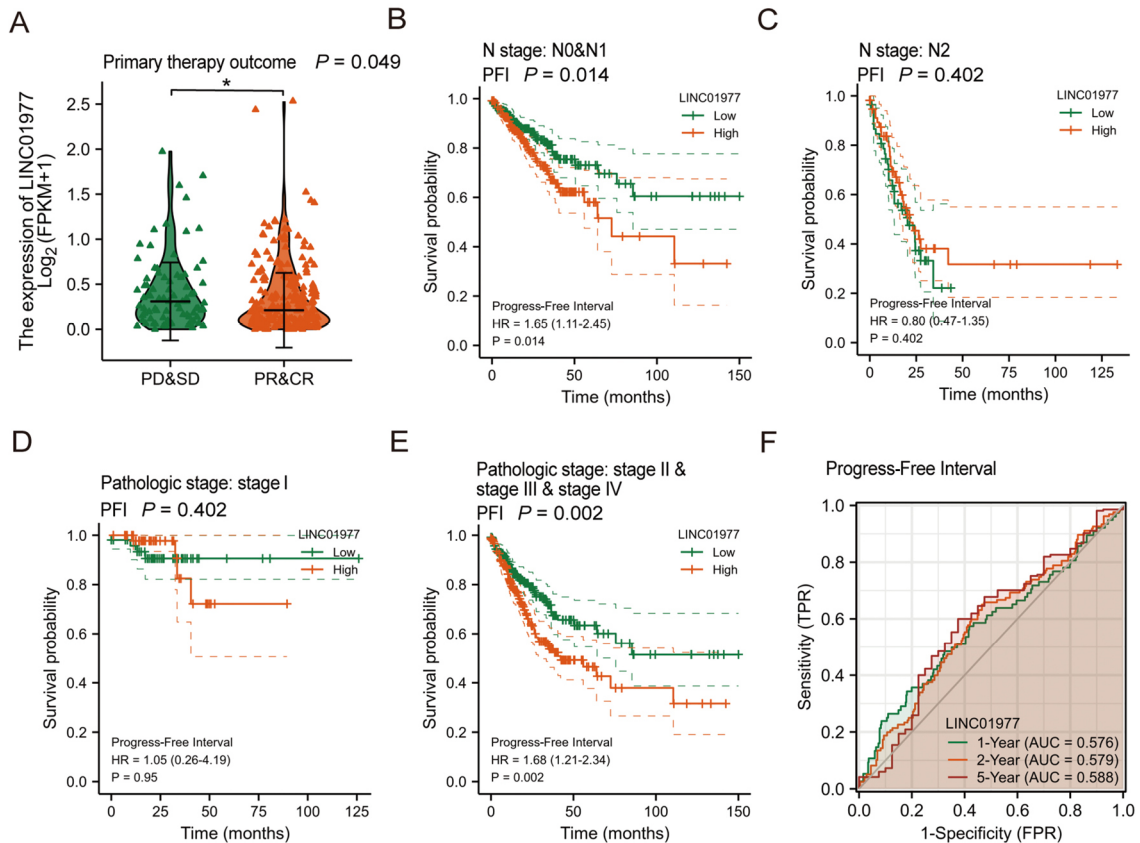 A
Primary therapy outcome P = 0.049
*
The expression of LINC01977
Log2 (FPKM+1)
2.5
2.0
1.5
1.0
0.5
0.0
PD&SD
PR&CR
B
N stage: N0&N1
PFI P = 0.014
LINC01977
Low
High
Survival probability
1.0
0.8
0.6
0.4
0.2
0.0
Progress-Free Interval
HR = 1.65 (1.11-2.45)
P = 0.014
0 50 100 150
Time (months)
C
N stage: N2
PFI P = 0.402
LINC01977
Low
High
Survival probability
1.0
0.8
0.6
0.4
0.2
0.0
Progress-Free Interval
HR = 0.80 (0.47-1.35)
P = 0.402
0 25 50 75 100 125
Time (months)
D
Pathologic stage: stage I
PFI P = 0.402
LINC01977
Low
High
Survival probability
1.0
0.8
0.6
0.4
0.2
0.0
Progress-Free Interval
HR = 1.05 (0.26-4.19)
P = 0.95
0 25 50 75 100 125
Time (months)
E
Pathologic stage: stage II &
stage III & stage IV
PFI P = 0.002
LINC01977
Low
High
Survival probability
1.0
0.8
0.6
0.4
0.2
0.0
Progress-Free Interval
HR = 1.68 (1.21-2.34)
P = 0.002
0 50 100 150
Time (months)
F
Progress-Free Interval
Sensitivity (TPR)
1.0
0.8
0.6
0.4
0.2
0.0
LINC01977
1-Year (AUC = 0.576)
2-Year (AUC = 0.579)
5-Year (AUC = 0.588)
0.0 0.2 0.4 0.6 0.8 1.0
1-Specificity (FPR)